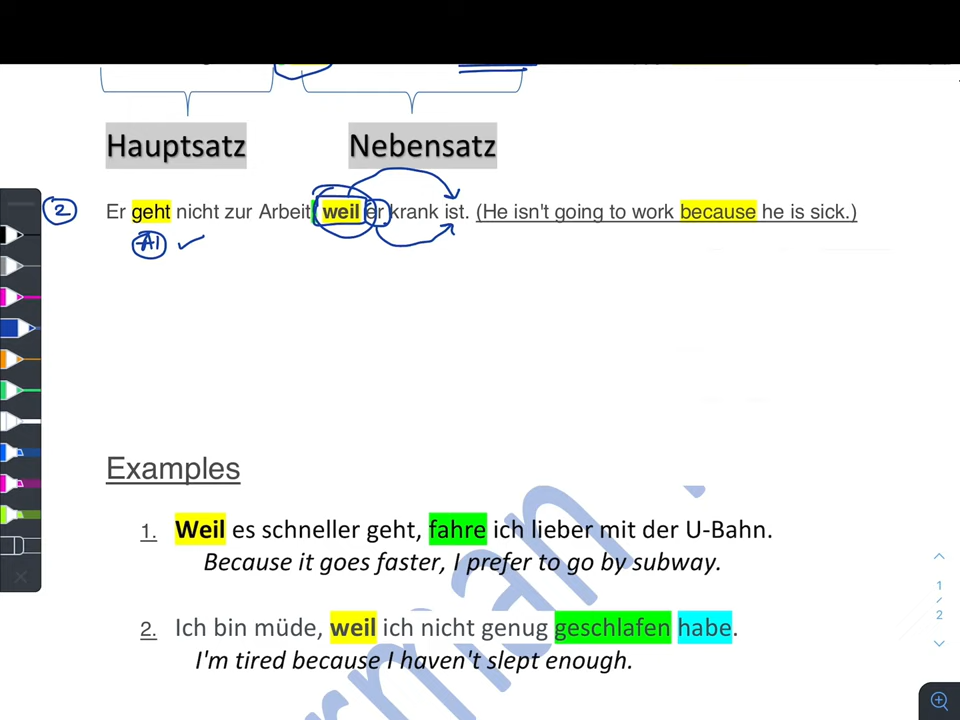 Hauptsatz Nebensatz
2 Er geht nicht zur Arbeit, weil er krank ist. (He isn't going to work because he is sick.)
A1
Examples
1. Weil es schneller geht, fahre ich lieber mit der U-Bahn.
Because it goes faster, I prefer to go by subway.
2. Ich bin müde, weil ich nicht genug geschlafen habe.
I'm tired because I haven't slept enough.
1
/
2